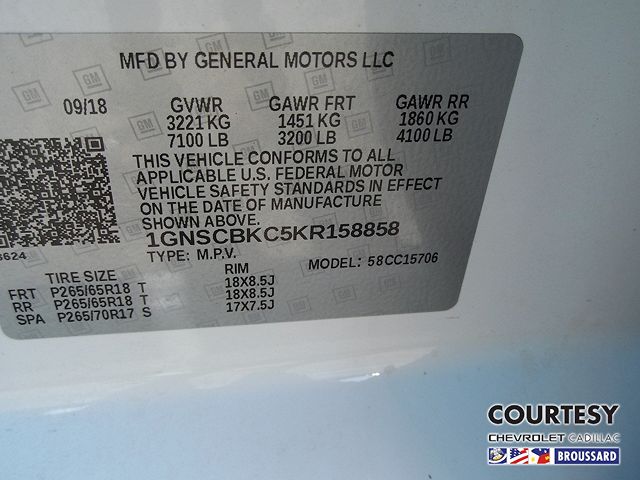 MFD BY GENERAL MOTORS LLC
09/18 GVWR GAWR FRT GAWR RR
3221 KG 1451 KG 1860 KG
7100 LB 3200 LB 4100 LB
THIS VEHICLE CONFORMS TO ALL
APPLICABLE U.S. FEDERAL MOTOR
VEHICLE SAFETY STANDARDS IN EFFECT
ON THE DATE OF MANUFACTURE
SHOWN ABOVE.
1GNSCBKC5KR158858
3624
TYPE: M.P.V. MODEL: 58CC15706
TIRE SIZE RIM
FRT P265/65R18 T 18X8.5J
RR P265/65R18 T 18X8.5J
SPA P265/70R17 S 17X7.5J
COURTESY
CHEVROLET CADILLAC
BROUSSARD